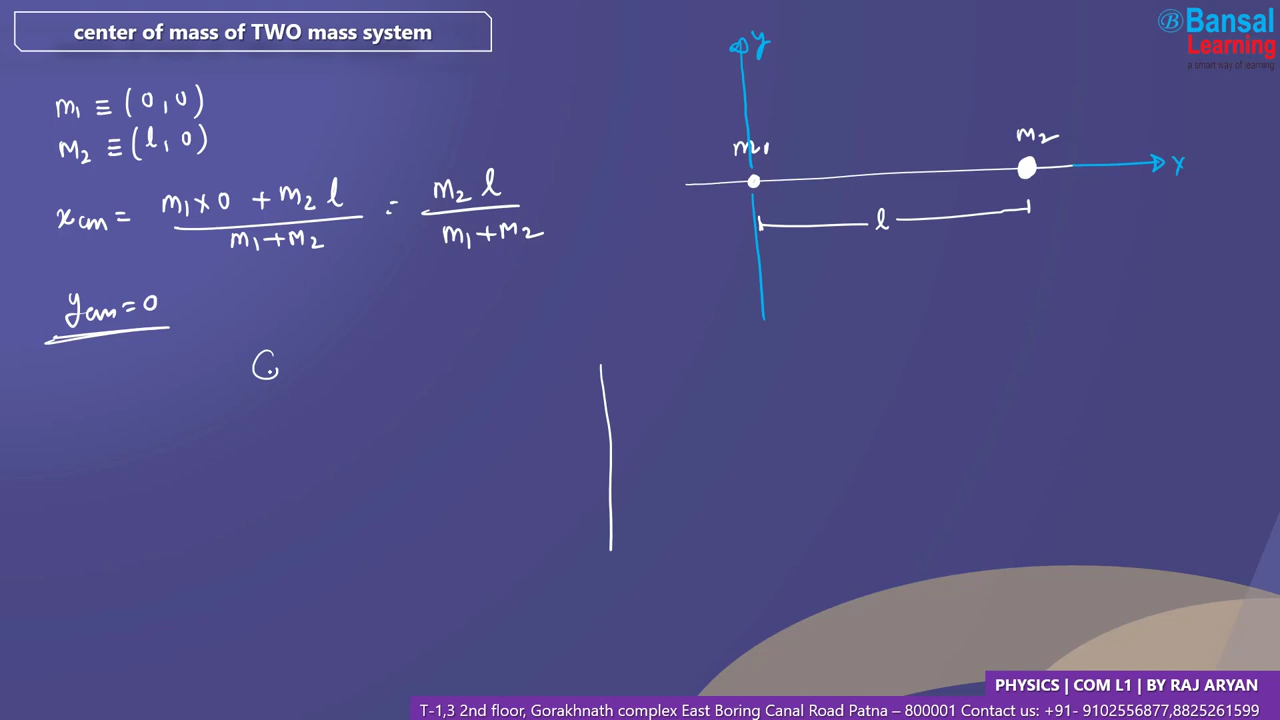 center of mass of TWO mass system
Bansal
Learning
a smart way of learning
m₁ ≡ (0,0)
m₂ ≡ (l,0)
x cm = m₁×0 + m₂ l / m₁+m₂ = m₂ l / m₁+m₂
y cm = 0
y
m₁
m₂
x
l
PHYSICS | COM L1 | BY RAJ ARYAN
T-1,3 2nd floor, Gorakhnath complex East Boring Canal Road Patna – 800001 Contact us: +91- 9102556877,8825261599